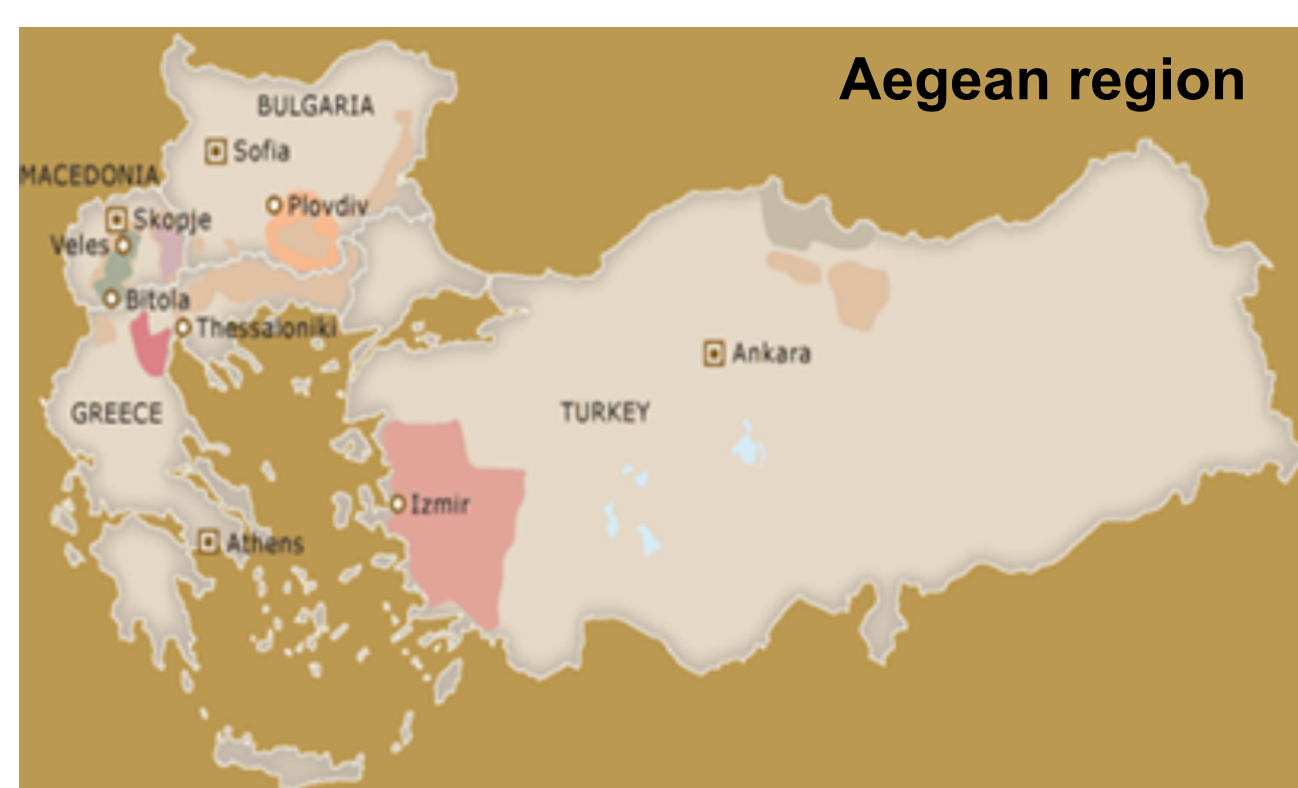 Aegean region
BULGARIA
Sofia
MACEDONIA
Plovdiv
Skopje
Veles
Bitola
Thessaloniki
Ankara
GREECE
TURKEY
Izmir
Athens